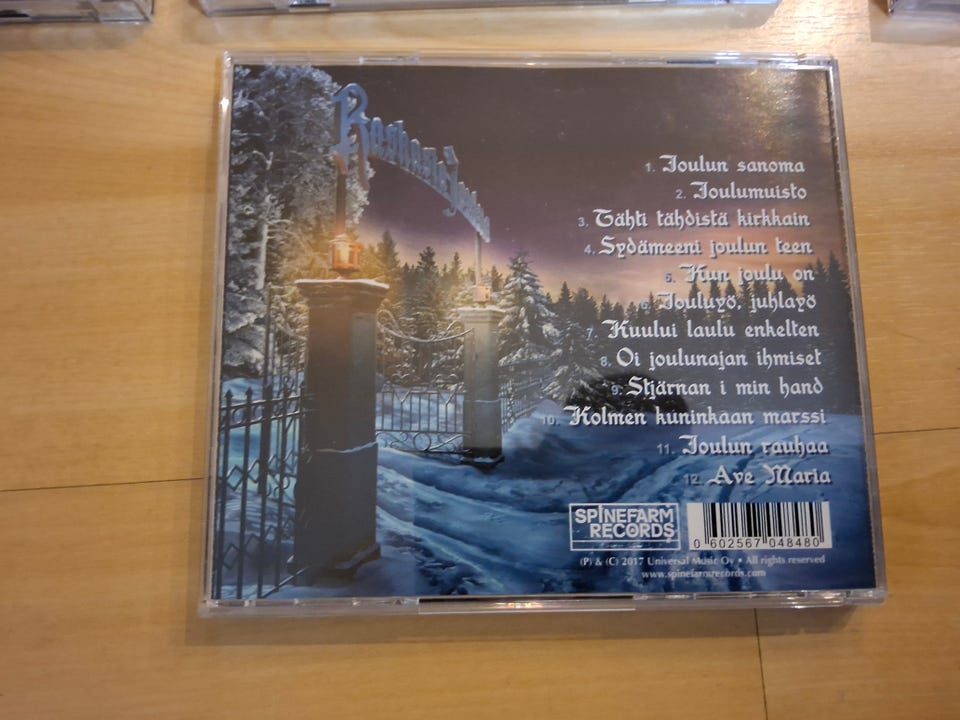 Raskasta Joulua
1. Joulun sanoma
2. Joulumuisto
3. Tähti tähdistä kirkkain
4. Sydämeeni joulun teen
5. Kun joulu on
6. Jouluyö, juhlayö
7. Kuului laulu enkelten
8. Oi joulunajan ihmiset
9. Stjärnan i min hand
10. Kolmen kuninkaan marssi
11. Joulun rauhaa
12. Ave Maria
SPINEFARM
RECORDS
0 602567 048480
(P) & (C) 2017 Universal Music Oy • All rights reserved
www.spinefarmrecords.com